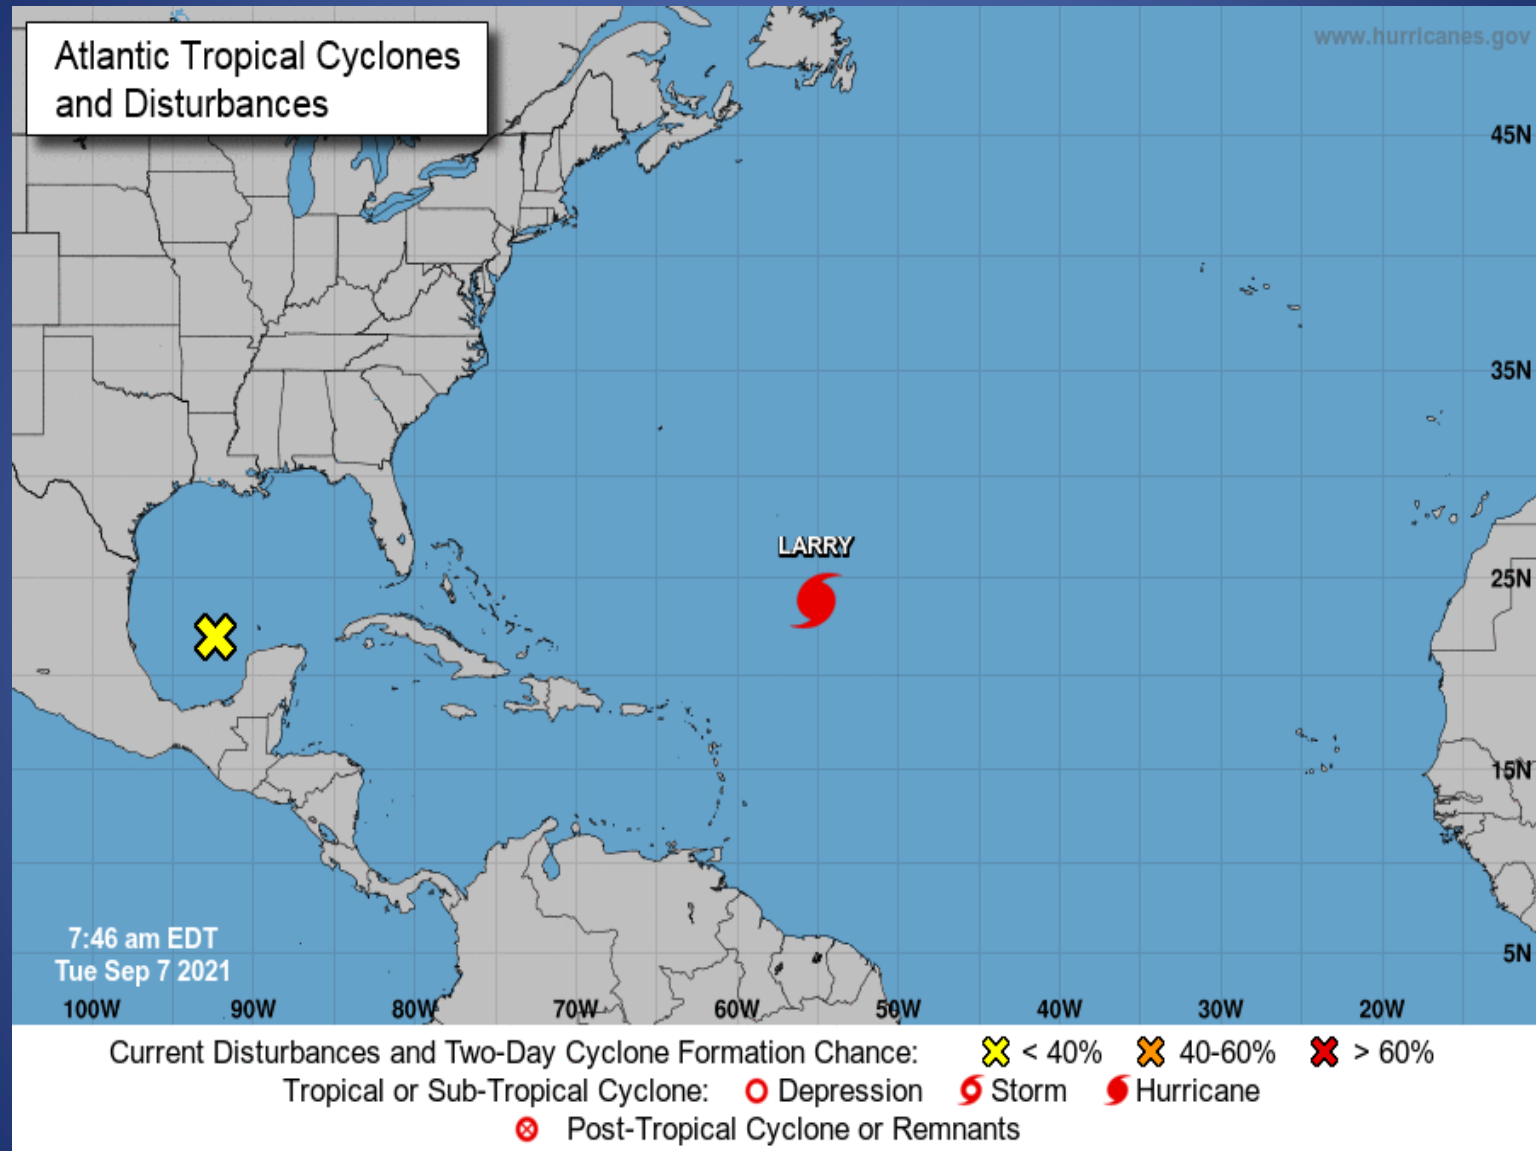 Atlantic Tropical Cyclones
and Disturbances
www.hurricanes.gov
45N
35N
LARRY
25N
15N
5N
7:46 am EDT
Tue Sep 7 2021
100W 90W 80W 70W 60W 50W 40W 30W 20W
Current Disturbances and Two-Day Cyclone Formation Chance: < 40% 40-60% > 60%
Tropical or Sub-Tropical Cyclone: Depression Storm Hurricane
Post-Tropical Cyclone or Remnants